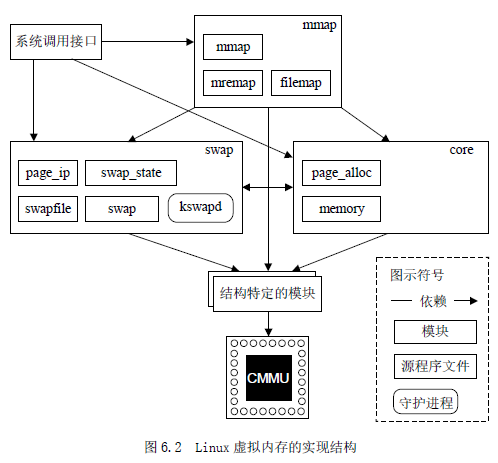 系统调用接口
mmap
mmap
mremap filemap
swap
page_ip swap_state
swapfile swap kswapd
core
page_alloc
memory
结构特定的模块
CMMU
图示符号
依赖
模块
源程序文件
守护进程
图 6.2 Linux 虚拟内存的实现结构